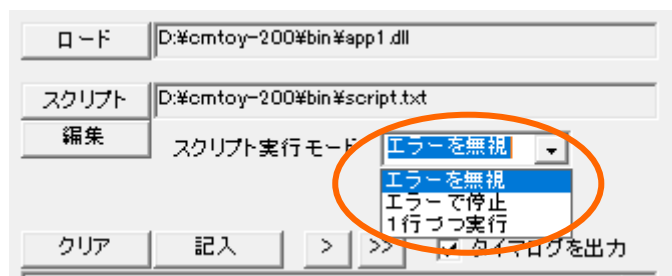 ロード D:¥cmtoy-200¥bin¥app1.dll
スクリプト D:¥cmtoy-200¥bin¥script.txt
編集 スクリプト実行モード エラーを無視
エラーを無視
エラーで停止
1行づつ実行
クリア 記入 > >> タイマログを出力